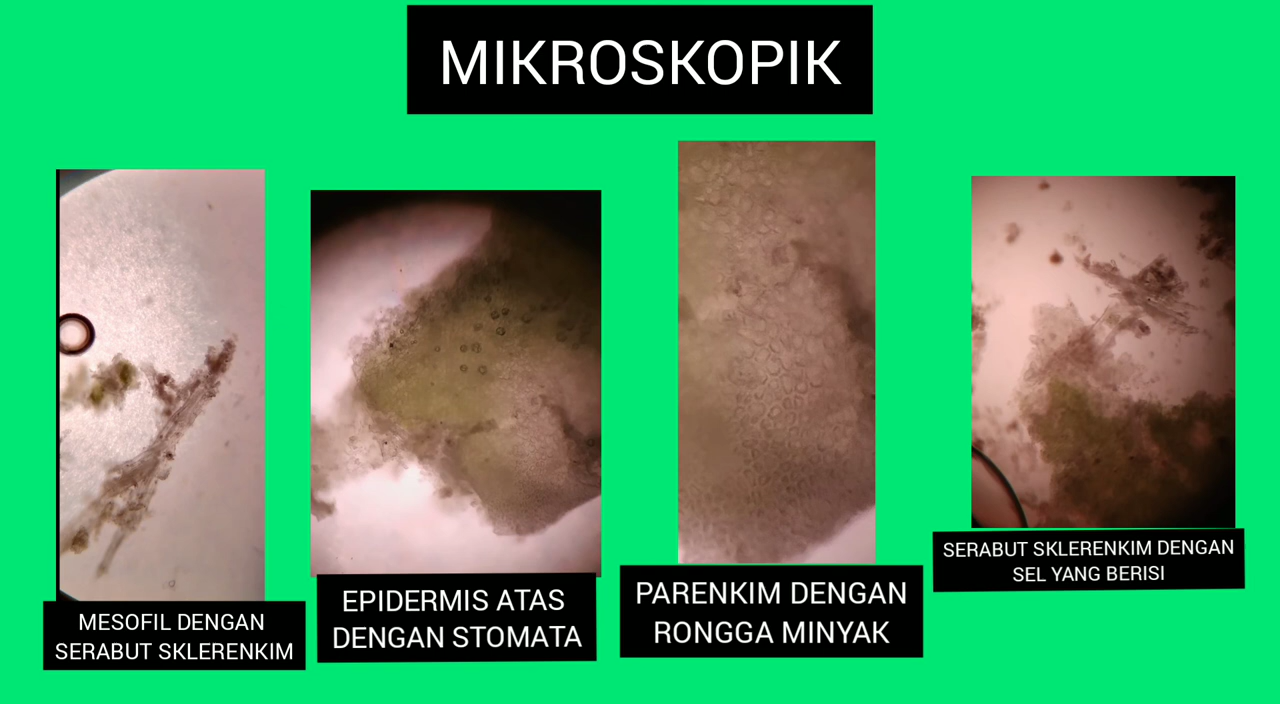 MIKROSKOPIK
MESOFIL DENGAN
SERABUT SKLERENKIM
EPIDERMIS ATAS
DENGAN STOMATA
PARENKIM DENGAN
RONGGA MINYAK
SERABUT SKLERENKIM DENGAN
SEL YANG BERISI